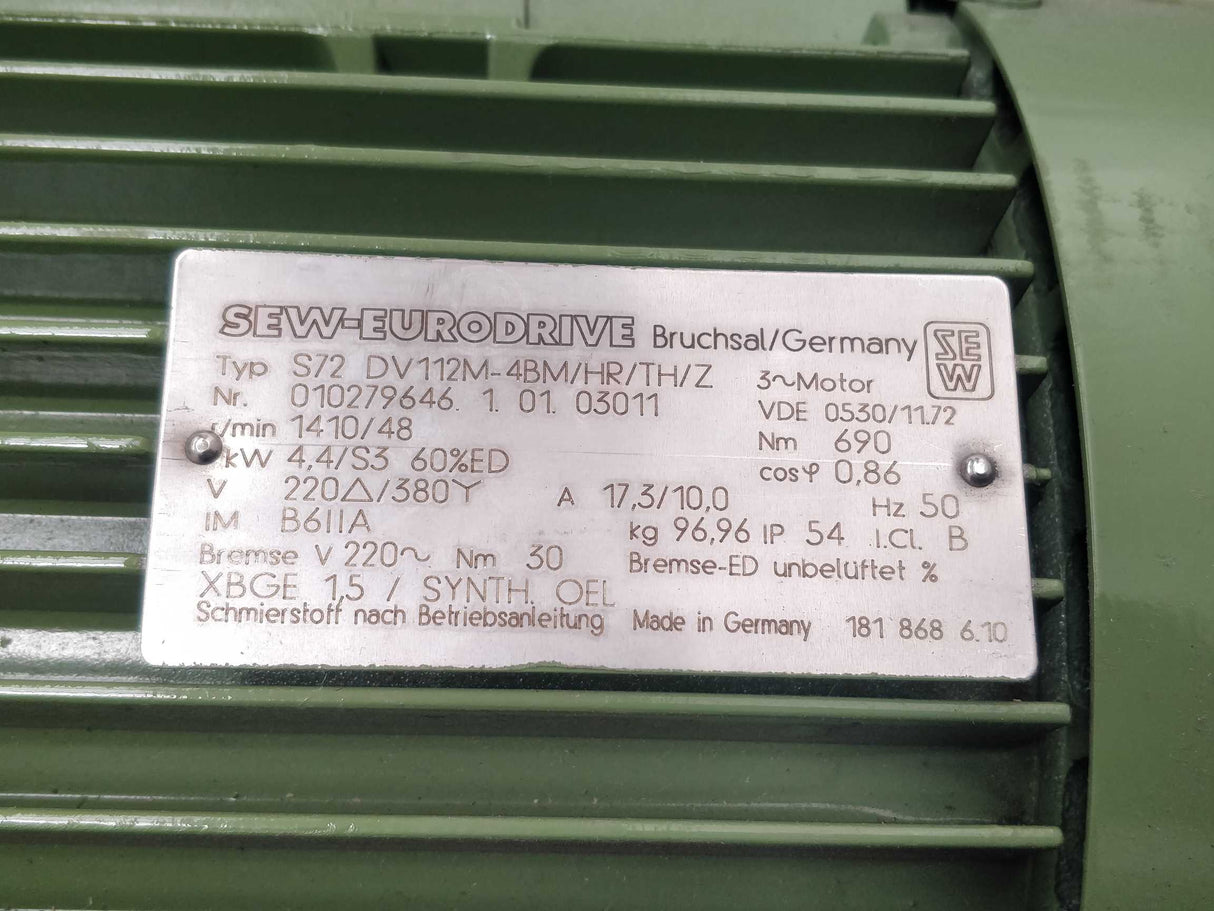 SEW-EURODRIVE Bruchsal/Germany SEW
Typ S72 DV112M-4BM/HR/TH/Z 3~Motor
Nr. 010279646. 1. 01. 03011 VDE 0530/11.72
r/min 1410/48 Nm 690
kW 4,4/S3 60%ED cosφ 0,86
V 220△/380Y A 17,3/10,0 Hz 50
IM B6IIA kg 96,96 IP 54 I.Cl. B
Bremse V 220~ Nm 30 Bremse-ED unbelüftet %
XBGE 1,5 / SYNTH. OEL
Schmierstoff nach Betriebsanleitung Made in Germany 181 868 6.10